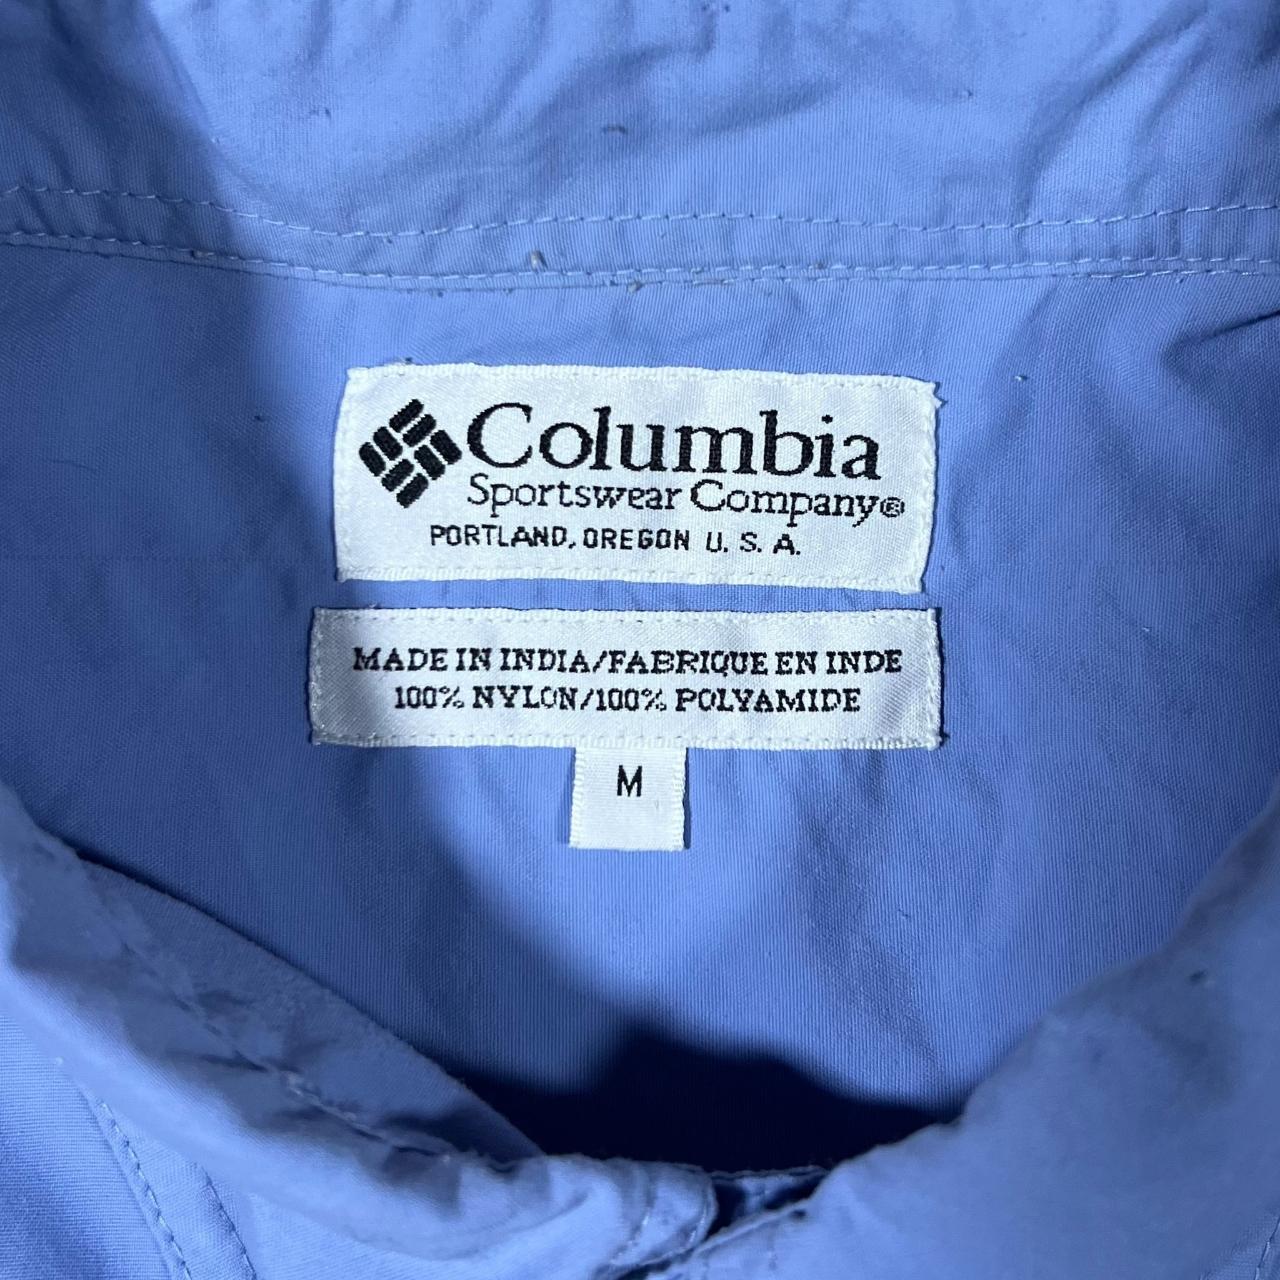 Columbia
Sportswear Company®
PORTLAND, OREGON U. S. A.
MADE IN INDIA/FABRIQUE EN INDE
100% NYLON/100% POLYAMIDE
M